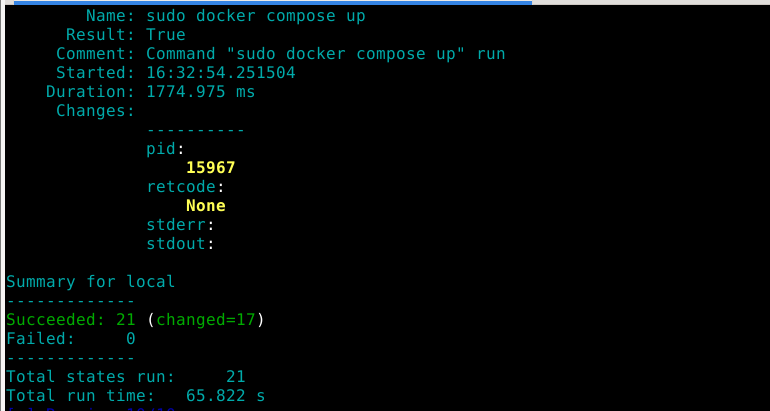 Name: sudo docker compose up
Result: True
Comment: Command "sudo docker compose up" run
Started: 16:32:54.251504
Duration: 1774.975 ms
Changes:
----------
pid:
15967
retcode:
None
stderr:
stdout:
Summary for local
-------------
Succeeded: 21 (changed=17)
Failed: 0
-------------
Total states run: 21
Total run time: 65.822 s